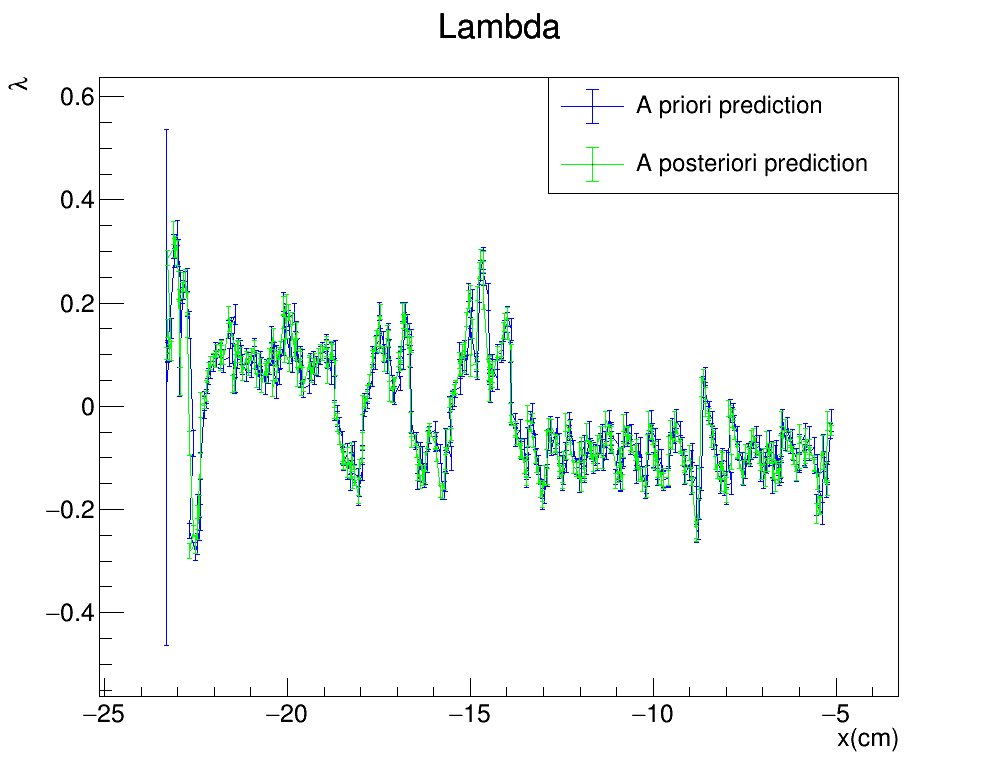 Lambda
λ
A priori prediction
A posteriori prediction
0.6
0.4
0.2
0
−0.2
−0.4
−25 −20 −15 −10 −5
x(cm)